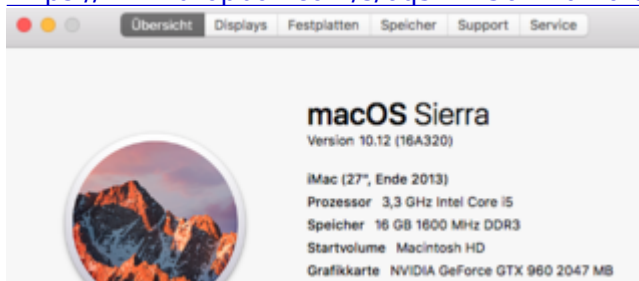 Übersicht Displays Festplatten Speicher Support Service
macOS Sierra
Version 10.12 (16A320)
iMac (27", Ende 2013)
Prozessor 3,3 GHz Intel Core i5
Speicher 16 GB 1600 MHz DDR3
Startvolume Macintosh HD
Grafikkarte NVIDIA GeForce GTX 960 2047 MB